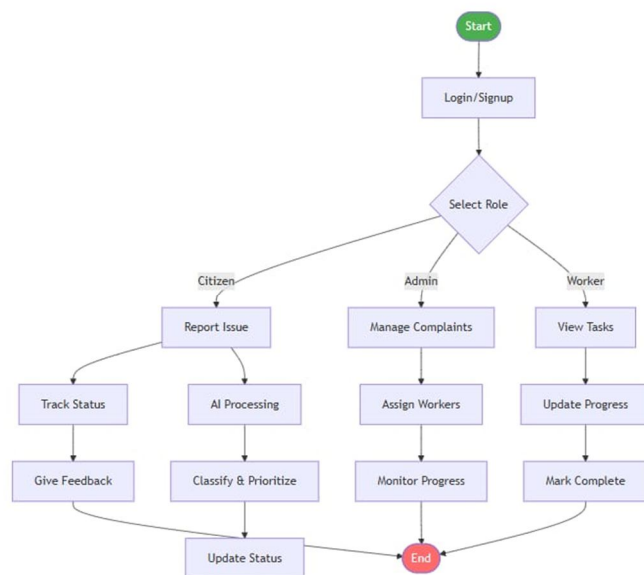 Start
Login/Signup
Select Role
Citizen
Admin
Worker
Report Issue
Manage Complaints
View Tasks
Track Status
AI Processing
Assign Workers
Update Progress
Give Feedback
Classify & Prioritize
Monitor Progress
Mark Complete
Update Status
End